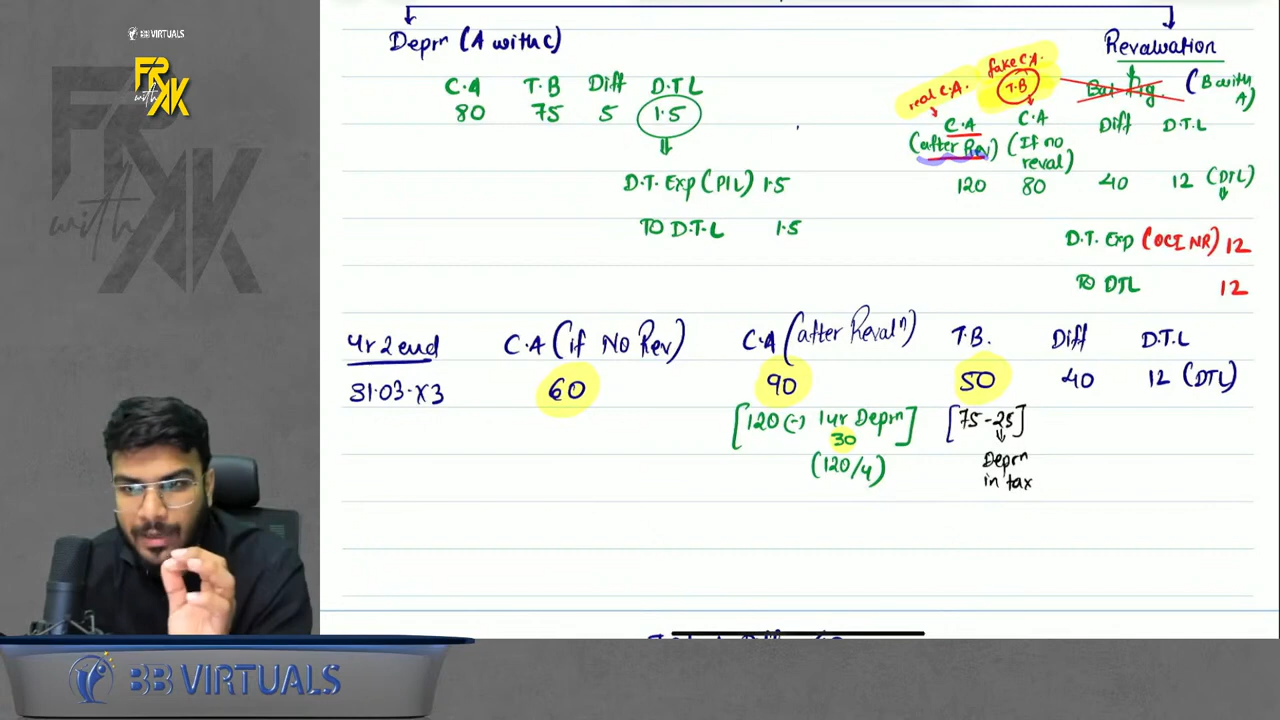 BB VIRTUALS
FR
with
AK
FR
with
AK
Deprn (A with C)
C.A T.B Diff D.T.L
80 75 5 1.5
D.T. Exp (P/L) 1.5
TO D.T.L 1.5
Revaluation
(B with A)
real C.A. fake C.A.
T.B
C.A (after Rev) C.A (If no reval) Diff D.T.L
120 80 40 12 (DTL)
D.T. Exp (OCI NR) 12
TO DTL 12
Yr 2 end C.A (if No Rev) C.A (after Revaln) T.B. Diff D.T.L
31.03.X3 60 90 50 40 12 (DTL)
[120 (-) 1yr Deprn] [75-25]
30
(120/4)
Deprn
in tax
BB VIRTUALS